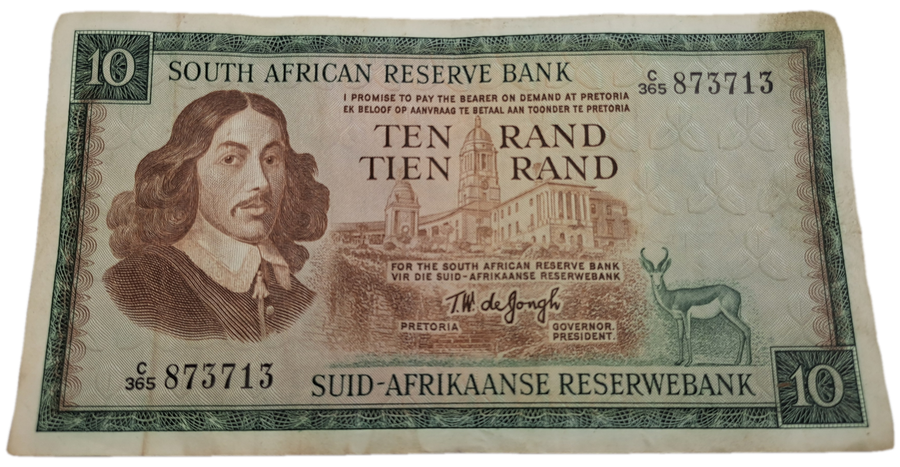 10
SOUTH AFRICAN RESERVE BANK
C/365 873713
I PROMISE TO PAY THE BEARER ON DEMAND AT PRETORIA
EK BELOOF OP AANVRAAG TE BETAAL AAN TOONDER TE PRETORIA
TEN RAND
TIEN RAND
FOR THE SOUTH AFRICAN RESERVE BANK
VIR DIE SUID-AFRIKAANSE RESERWEBANK
T.W. de Jongh
PRETORIA
GOVERNOR.
PRESIDENT.
C/365 873713
SUID-AFRIKAANSE RESERWEBANK
10